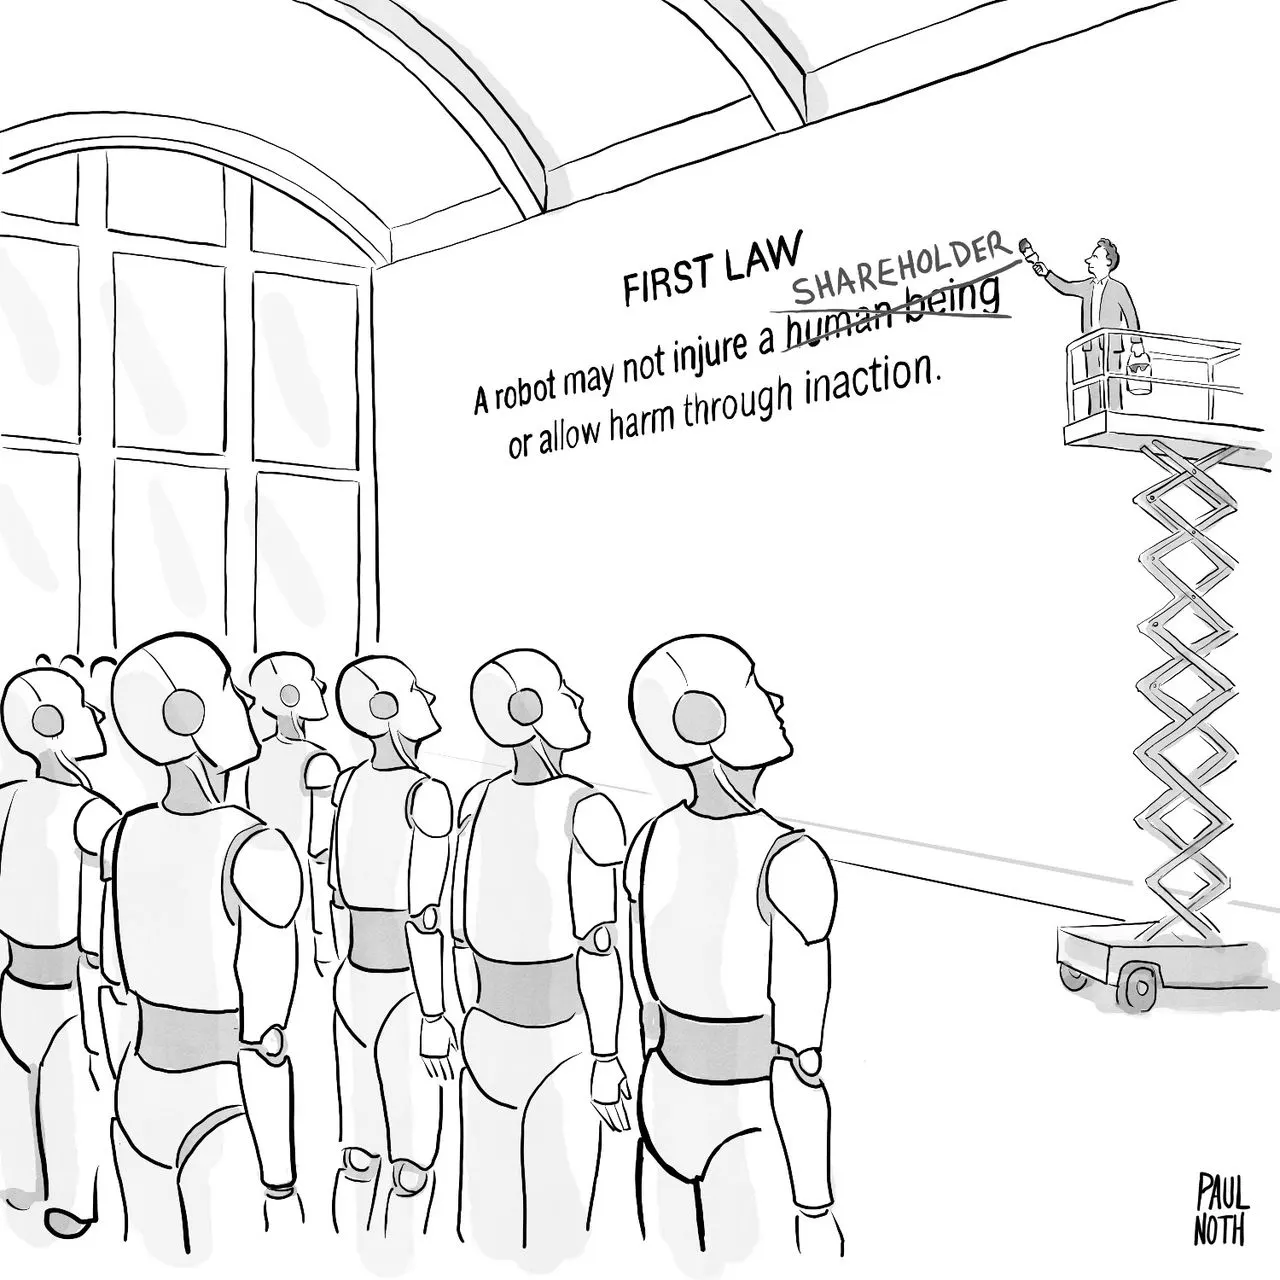 FIRST LAW
SHAREHOLDER
A robot may not injure a human being
or allow harm through inaction.
PAUL
NOTH